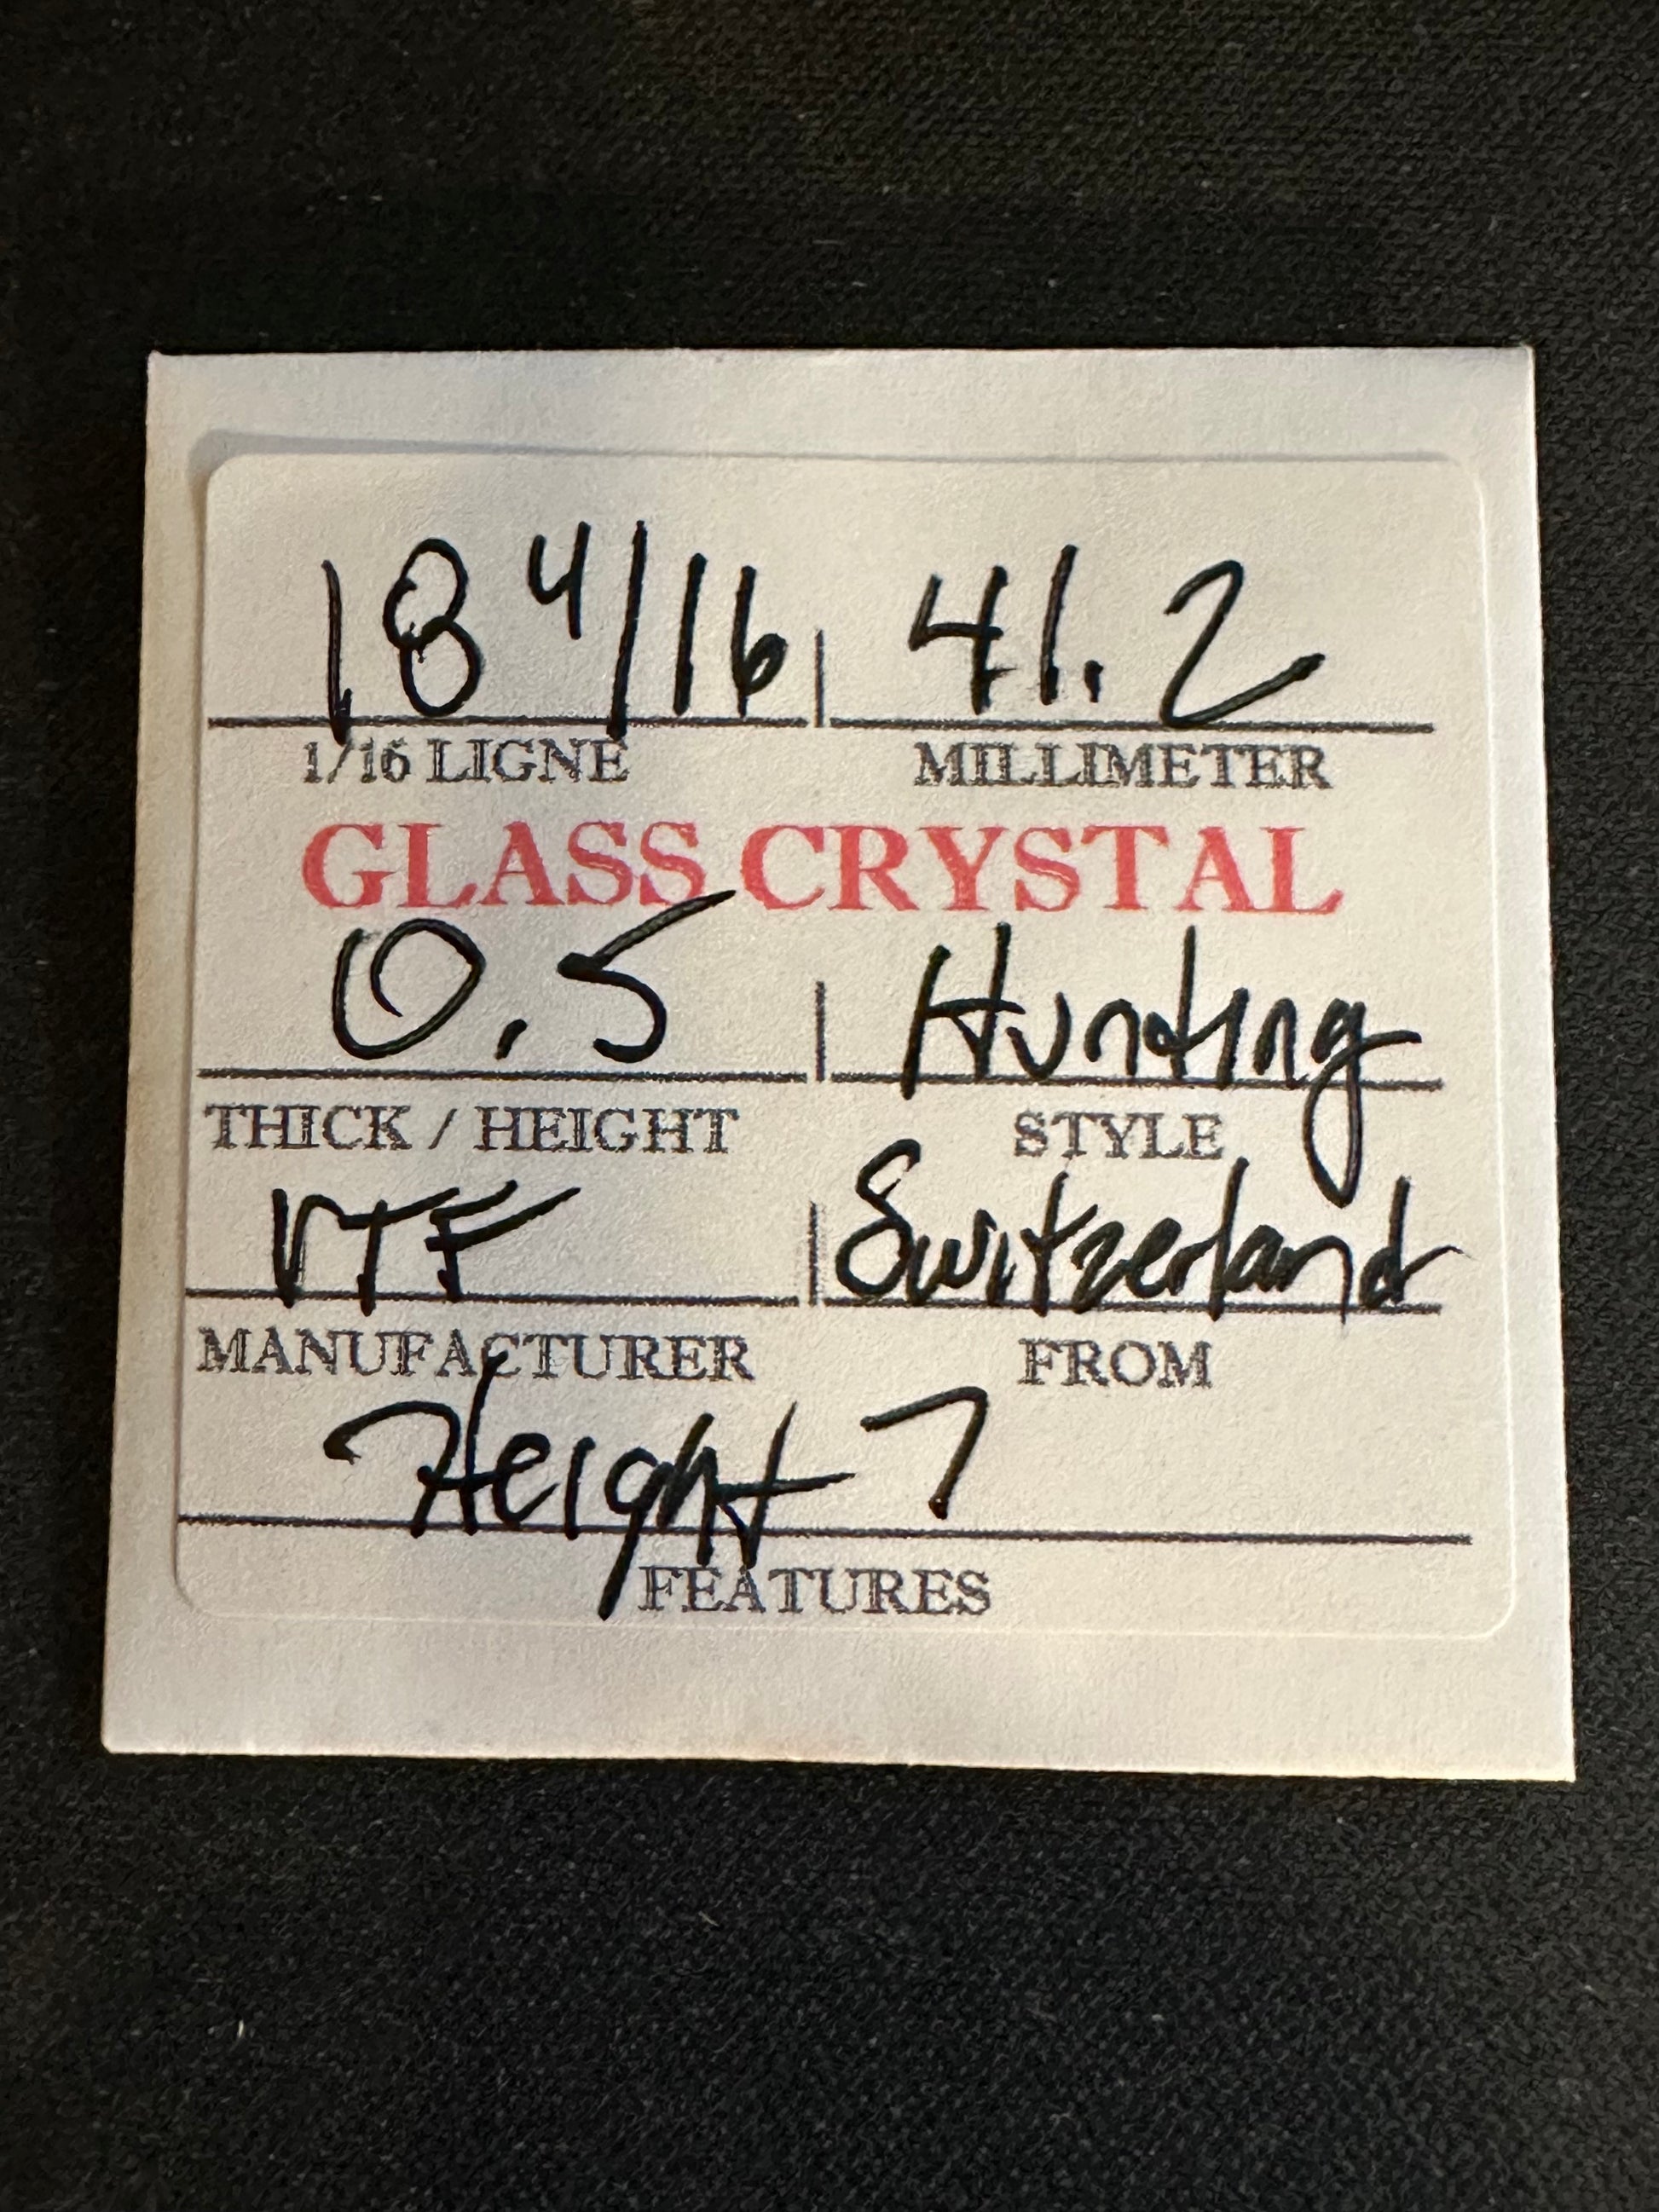 18 4/16 | 41.2
1/16 LIGNE MILLIMETER
GLASS CRYSTAL
0.5 | Hunting
THICK / HEIGHT STYLE
VTF | Switzerland
MANUFACTURER FROM
Height 7
FEATURES